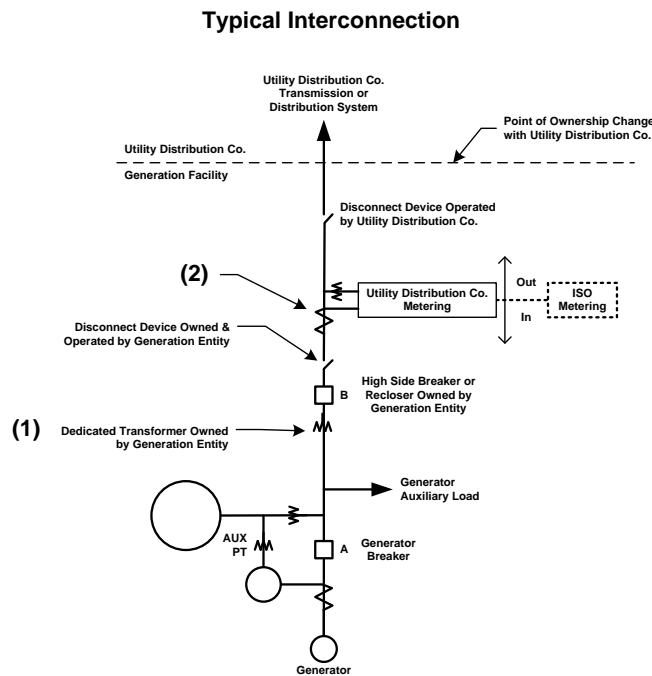 Typical Interconnection
Utility Distribution Co.
Transmission or
Distribution System
Point of Ownership Change
with Utility Distribution Co.
Utility Distribution Co.
Generation Facility
Disconnect Device Operated
by Utility Distribution Co.
(2)
Utility Distribution Co.
Metering
Out
In
ISO
Metering
Disconnect Device Owned &
Operated by Generation Entity
B
High Side Breaker or
Recloser Owned by
Generation Entity
(1)
Dedicated Transformer Owned
by Generation Entity
Generator
Auxiliary Load
AUX
PT
A
Generator
Breaker
Generator